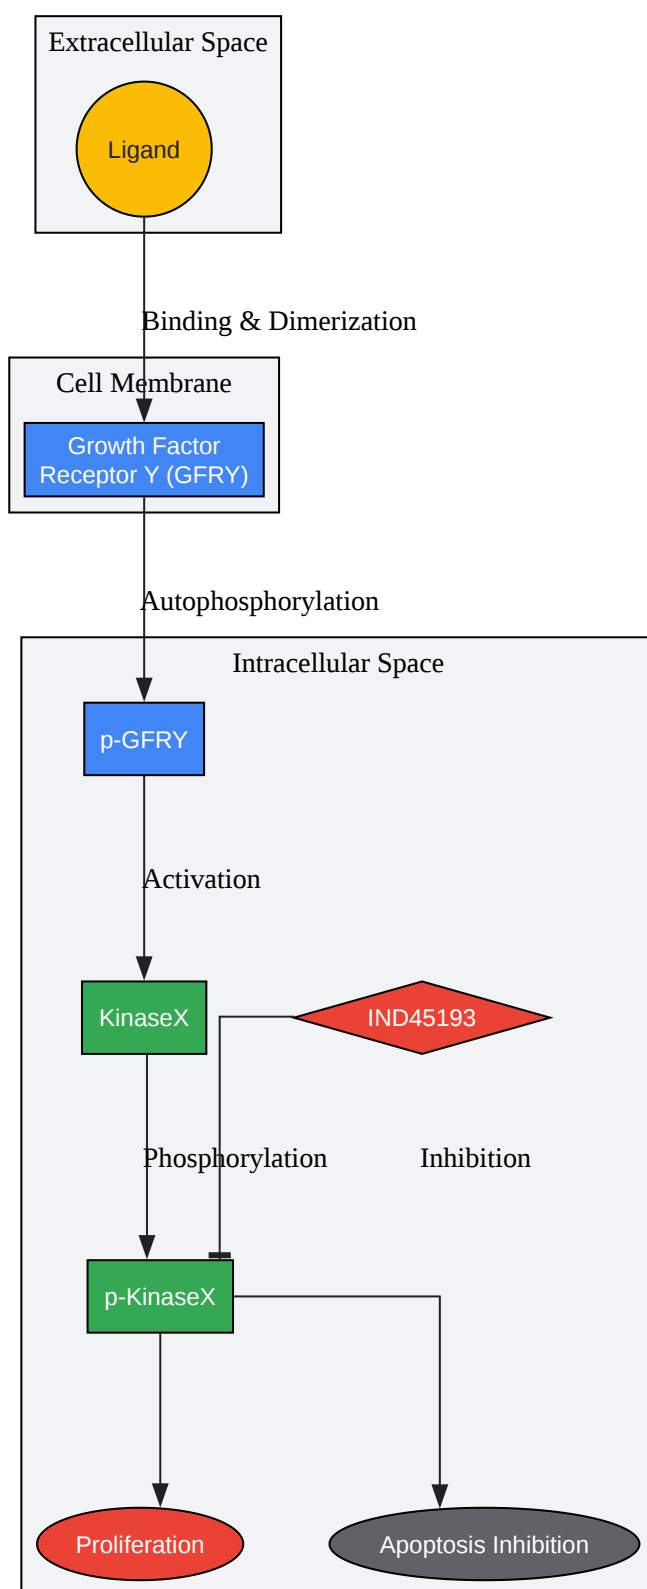 Extracellular Space
Ligand
Binding & Dimerization
Cell Membrane
Growth Factor
Receptor Y (GFRY)
Autophosphorylation
Intracellular Space
p-GFRY
Activation
KinaseX
IND45193
Phosphorylation
Inhibition
p-KinaseX
Proliferation
Apoptosis Inhibition